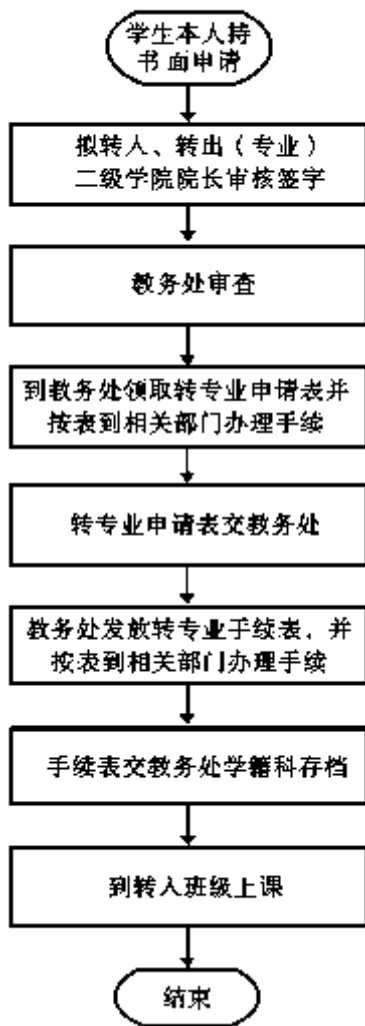 学生本人持
书 面申请
拟转入、转出（专业）
二级学院院长审核签字
教务处审查
到教务处领取转专业申请表并
按表到相关部门办理手续
转专业申请表交教务处
教务处发放转专业手续表、并
按表到相关部门办理手续
手续表交教务处学籍科存档
到转入班级上课
结束